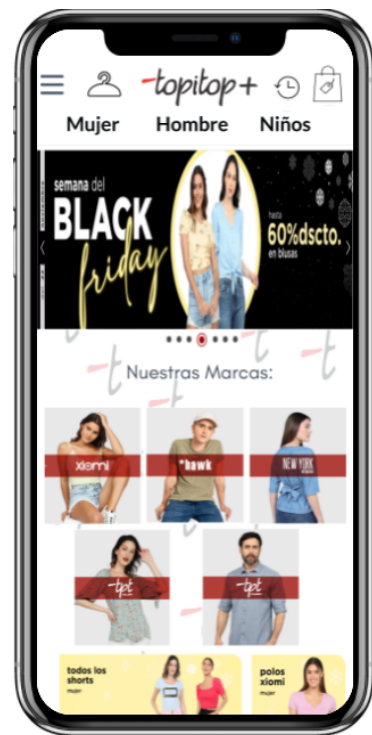 topitop+
Mujer Hombre Niños
semana del
BLACK
friday
hasta
60%dscto.
en blusas
Nuestras Marcas:
xiomi
*hawk
NEW YORK
tpt
tpt
todos los
shorts
mujer
polos
xiomi
mujer